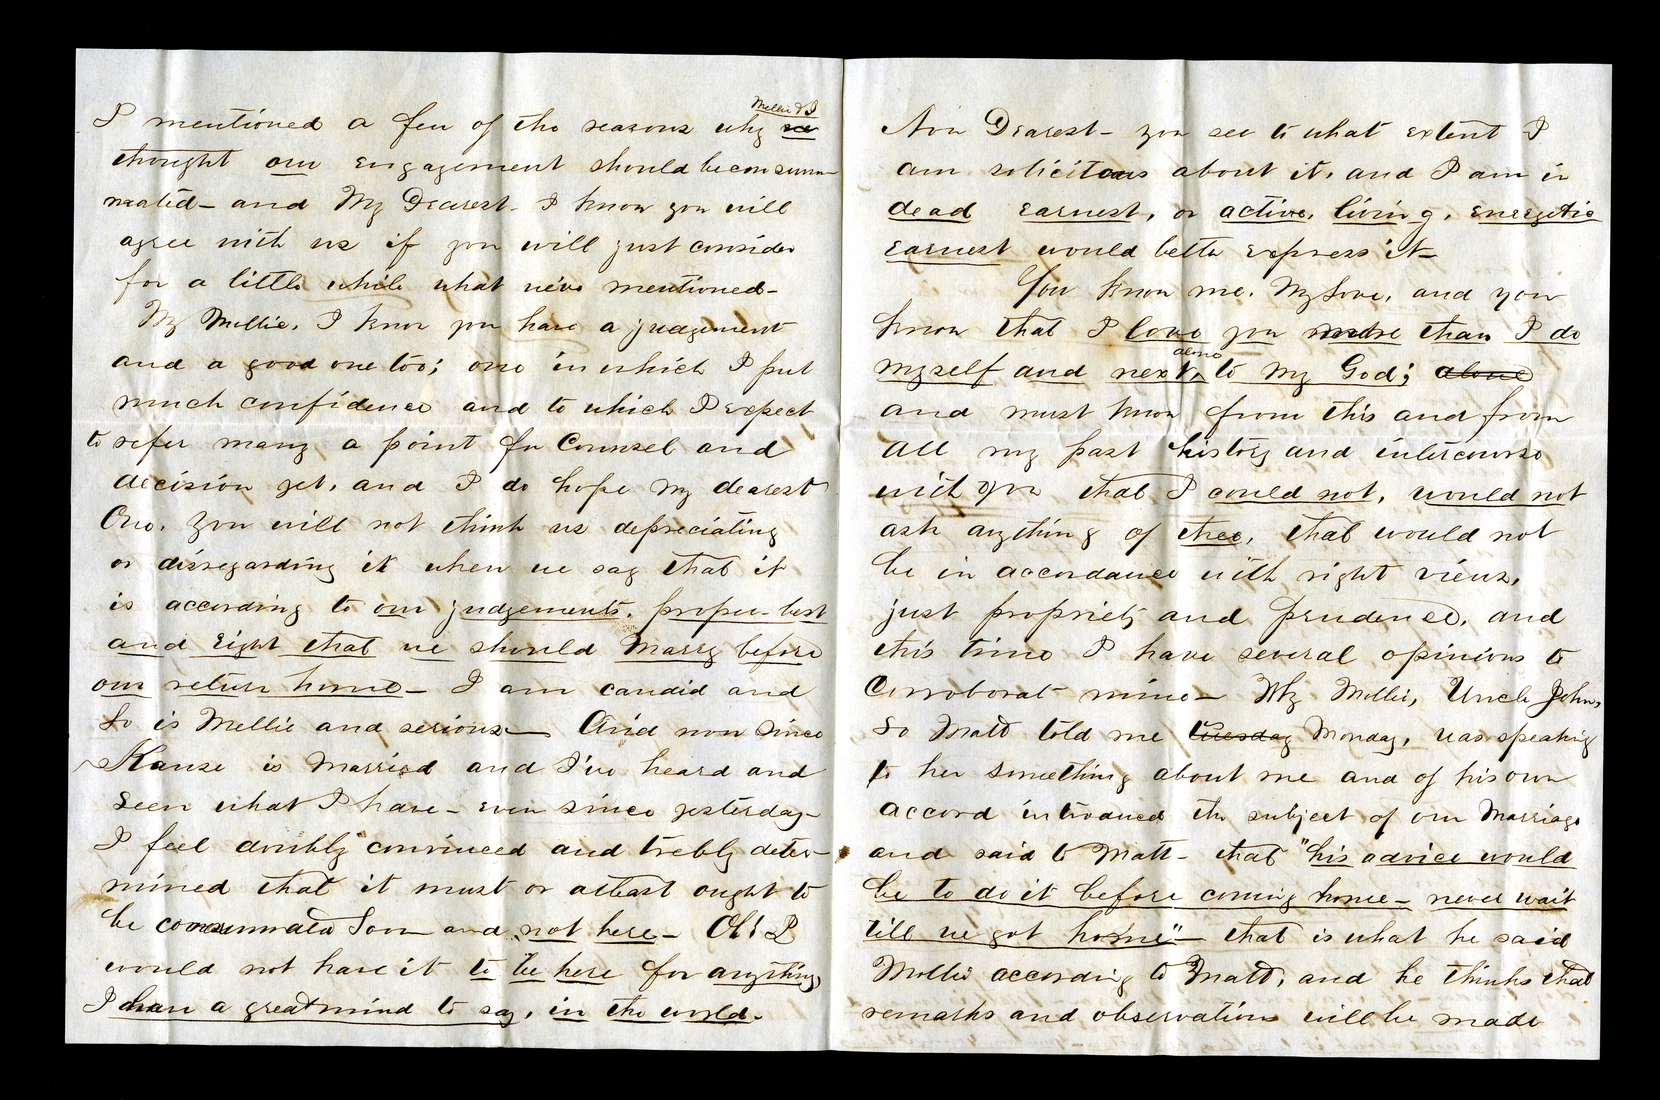 Mellie & I
I mentioned a few of the reasons why we
thought our engagement should be consum
mated – and My Dearest – I know you will
agree with us if you will just consider
for a little while what we've mentioned –
My Mollie, I know you have a judgement
and a good one too; one in which I put
much confidence and to which I expect
to refer many a point for Counsel and
decision yet, and I do hope my dearest
One, you will not think us depreciating
or disregarding it when we say that it
is according to our judgements, proper – best
and right that we should marry before
our return home – I am candid and
So is Mellie and serious – And now since
Kause is Married and I've heard and
seen what I have – even since yesterday –
I feel doubly convinced and trebly deter –
mined that it must or atleast ought to
be consummated Soon and not here – Oh! I
would not have it to be here for anything,
I have a great mind to say, in the world.
Now Dearest – you see to what extent I
am solicitous about it, and I am in
dead earnest, or active, living, energetic
earnest would better express it –
You know me, My Love, and you
know that I love you more than I do
alone
myself and next, to my God; alone
and must know from this and from
all my past history and intercourse
with you that I could not, would not
ask anything of thee, that would not
be in accordance with right views,
just propriety and prudence, and
this time I have several opinions to
Corroborat mine – Why Mollie, Uncle John,
So Matt told me tuesday Monday, was speaking
to her something about me and of his own
accord introduced the subject of our Marriage
and said to Matt – that "his advice would
be to do it before coming home – never wait
till we got home" – that is what he said
Mollie according to Matt, and he thinks that
remarks and observations will be made